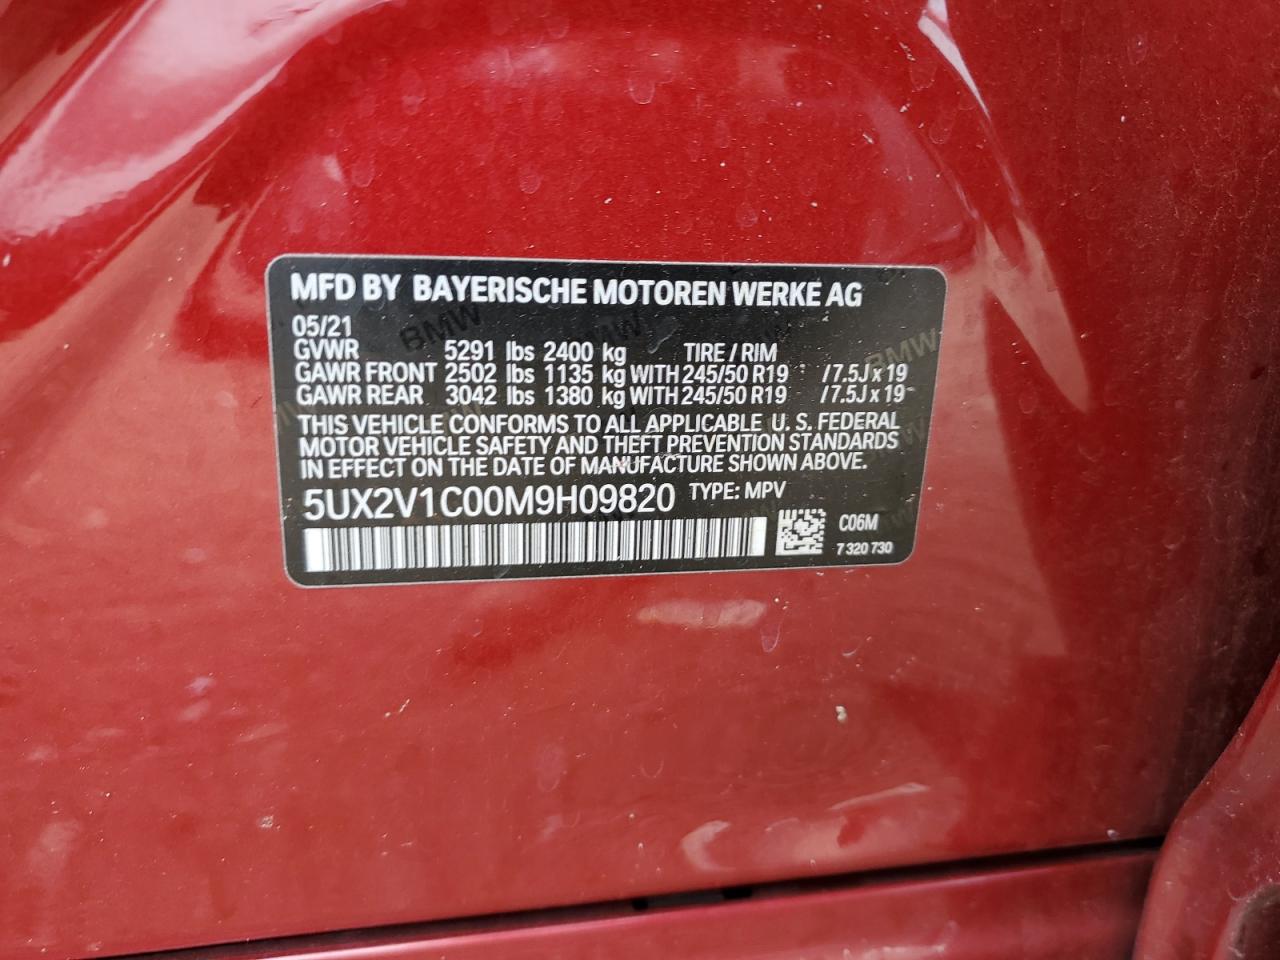 MFD BY BAYERISCHE MOTOREN WERKE AG
05/21
GVWR 5291 lbs 2400 kg TIRE / RIM
GAWR FRONT 2502 lbs 1135 kg WITH 245/50 R19 / 7.5J x 19
GAWR REAR 3042 lbs 1380 kg WITH 245/50 R19 / 7.5J x 19
THIS VEHICLE CONFORMS TO ALL APPLICABLE U. S. FEDERAL
MOTOR VEHICLE SAFETY AND THEFT PREVENTION STANDARDS
IN EFFECT ON THE DATE OF MANUFACTURE SHOWN ABOVE.
5UX2V1C00M9H09820 TYPE: MPV
C06M
7 320 730